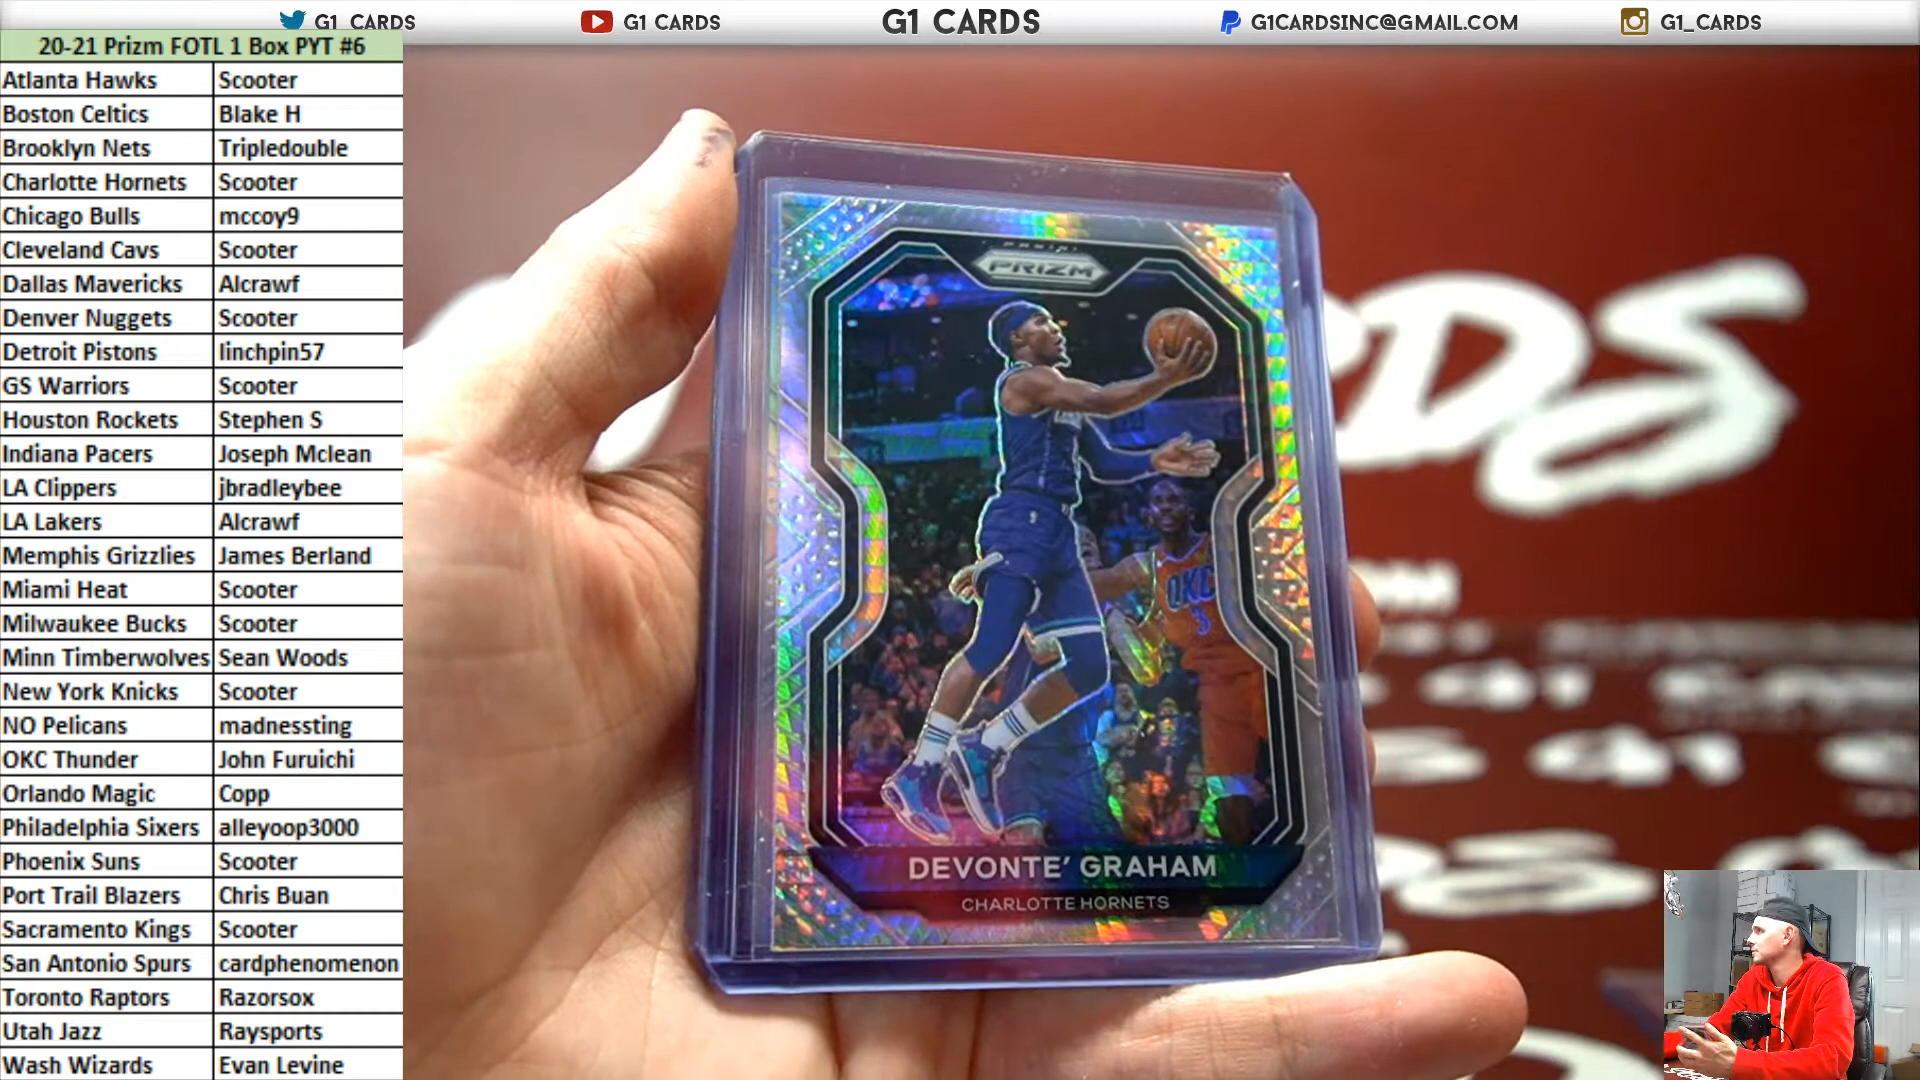 G1 CARDS
G1 CARDS
G1 CARDS
G1CARDSINC@GMAIL.COM
G1_CARDS
20-21 Prizm FOTL 1 Box PYT #6
Atlanta Hawks Scooter
Boston Celtics Blake H
Brooklyn Nets Tripledouble
Charlotte Hornets Scooter
Chicago Bulls mccoy9
Cleveland Cavs Scooter
Dallas Mavericks Alcrawf
Denver Nuggets Scooter
Detroit Pistons linchpin57
GS Warriors Scooter
Houston Rockets Stephen S
Indiana Pacers Joseph Mclean
LA Clippers jbradleybee
LA Lakers Alcrawf
Memphis Grizzlies James Berland
Miami Heat Scooter
Milwaukee Bucks Scooter
Minn Timberwolves Sean Woods
New York Knicks Scooter
NO Pelicans madnessting
OKC Thunder John Furuichi
Orlando Magic Copp
Philadelphia Sixers alleyoop3000
Phoenix Suns Scooter
Port Trail Blazers Chris Buan
Sacramento Kings Scooter
San Antonio Spurs cardphenomenon
Toronto Raptors Razorsox
Utah Jazz Raysports
Wash Wizards Evan Levine
PANINI
PRIZM
OKC
3
DEVONTE' GRAHAM
CHARLOTTE HORNETS
RDS